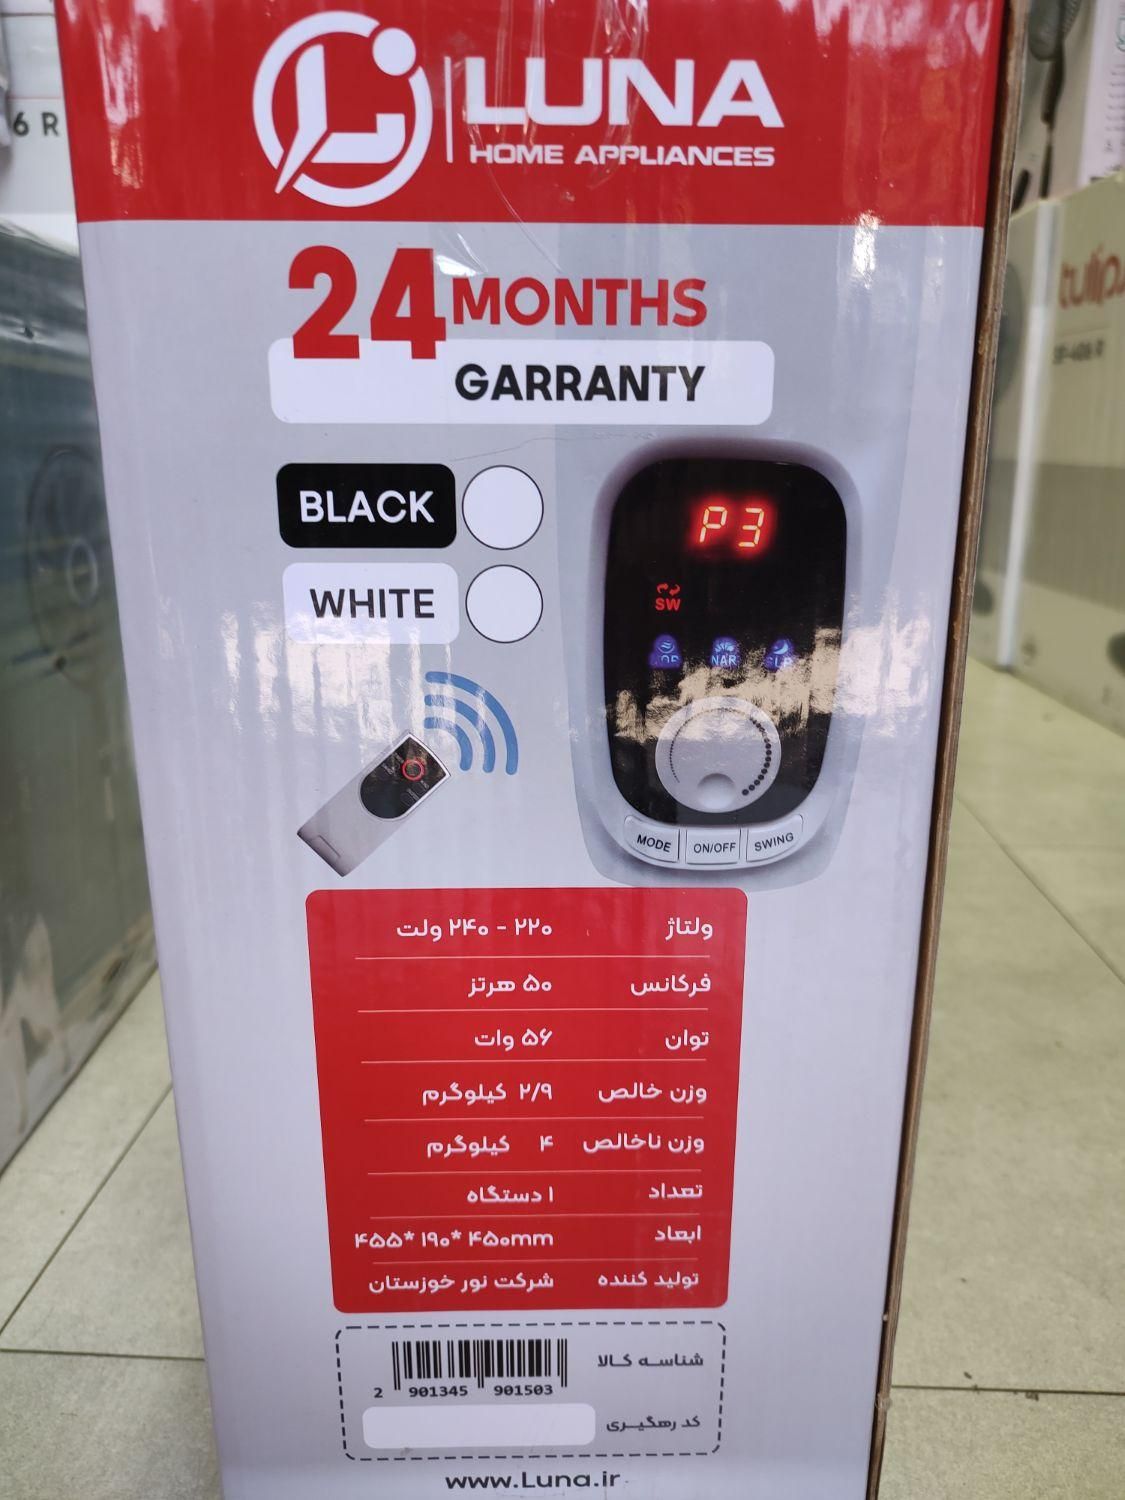 LUNA
HOME APPLIANCES
24 MONTHS
GARRANTY
BLACK
WHITE
P3
SW
NAR
MODE ON/OFF SWING
ولتاژ ۲۲۰ - ۲۴۰ ولت
فرکانس ۵۰ هرتز
توان ۵۶ وات
وزن خالص ۲/۹ کیلوگرم
وزن ناخالص ۴ کیلوگرم
تعداد ۱ دستگاه
ابعاد ۴۵۵* ۱۹۰* ۴۵۰mm
تولید کننده شرکت نور خوزستان
شناسه کالا
2 901345 901503
کد رهگیری
www.Luna.ir
6 R
tulip